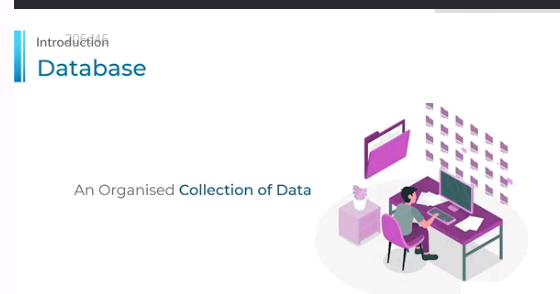 Introduction
Database
An Organised Collection of Data